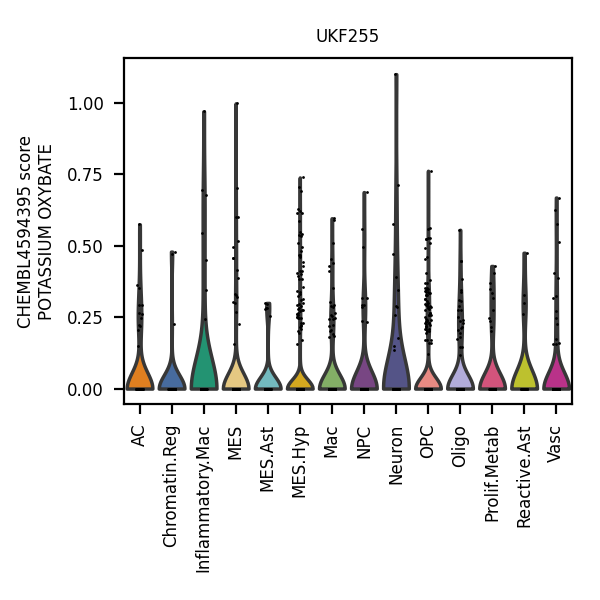 UKF255
CHEMBL4594395 score
POTASSIUM OXYBATE
1.00
0.75
0.50
0.25
0.00
AC
Chromatin.Reg
Inflammatory.Mac
MES
MES.Ast
MES.Hyp
Mac
NPC
Neuron
OPC
Oligo
Prolif.Metab
Reactive.Ast
Vasc